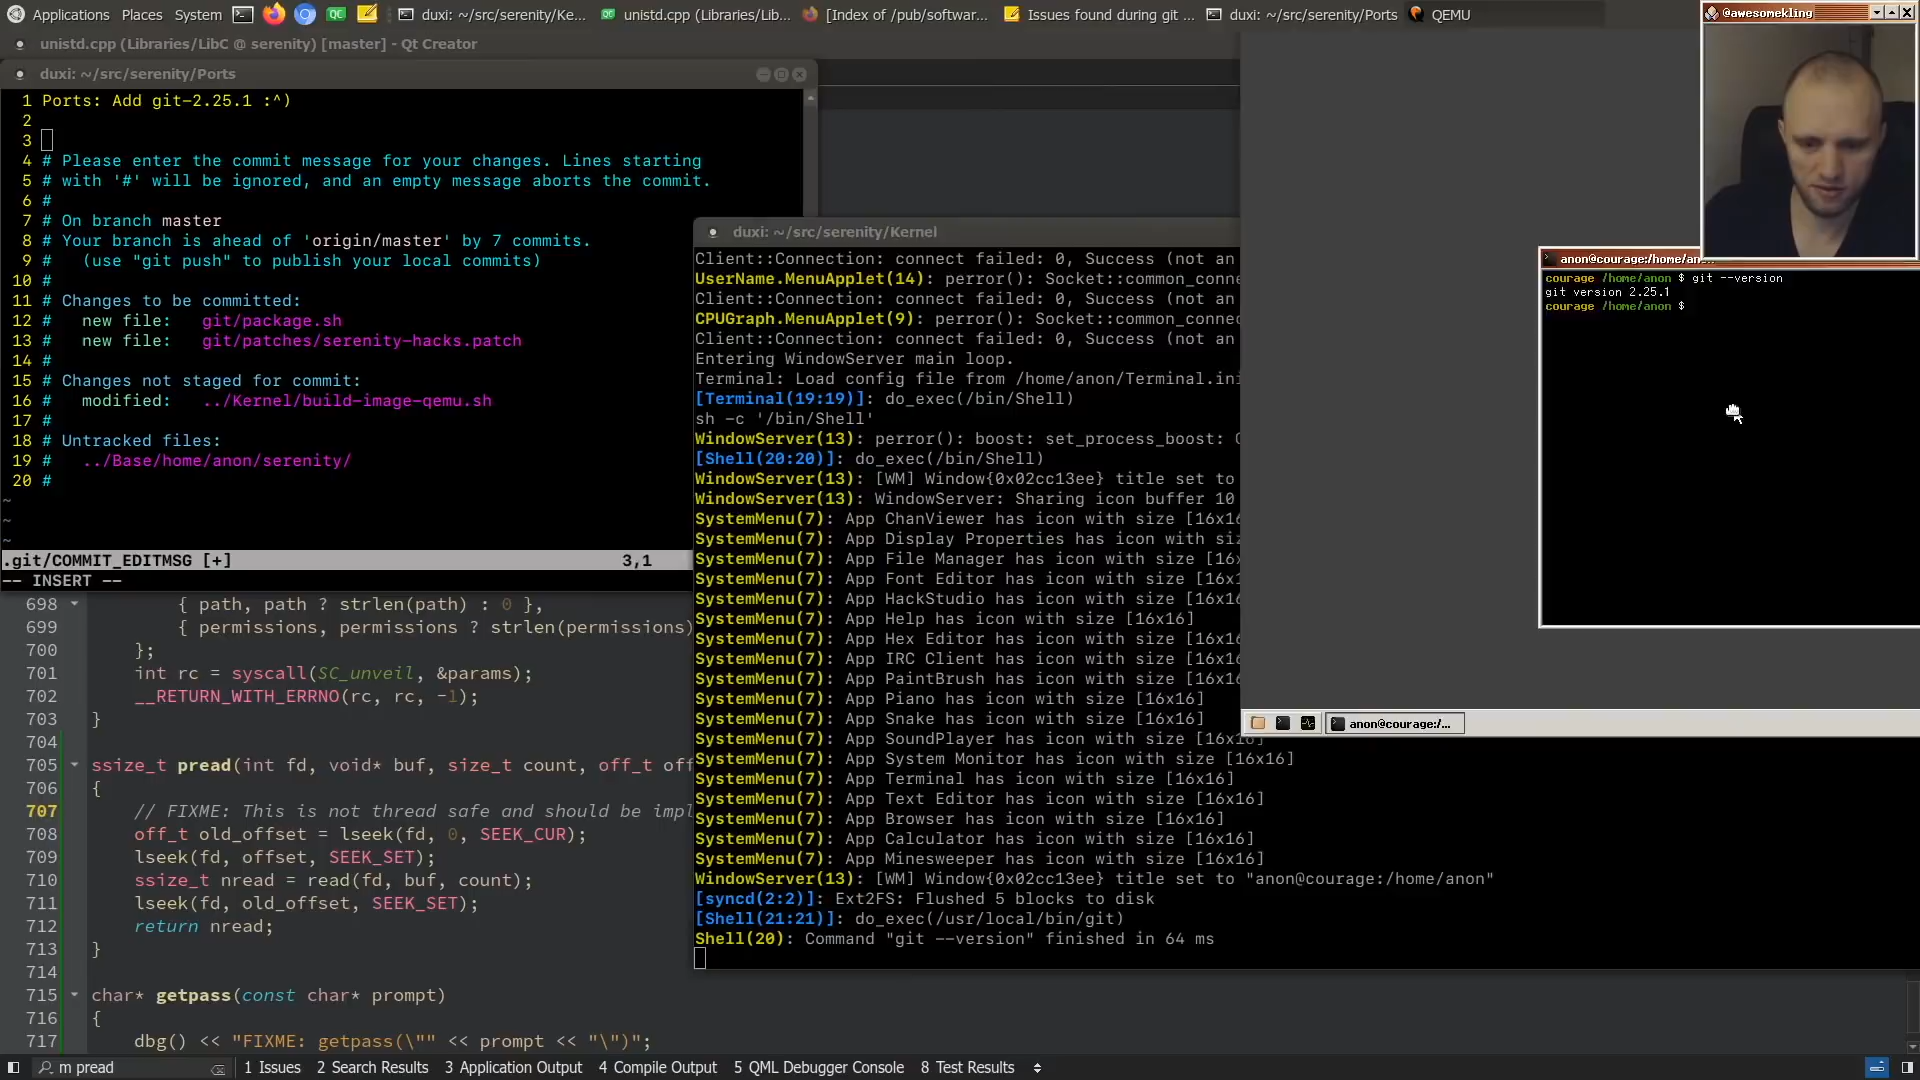 Applications Places System duxi: ~/src/serenity/Ke... unistd.cpp (Libraries/Lib... [Index of /pub/softwar... Issues found during git ... duxi: ~/src/serenity/Ports QEMU
@awesomekling
unistd.cpp (Libraries/LibC @ serenity) [master] - Qt Creator
duxi: ~/src/serenity/Ports
1 Ports: Add git-2.25.1 :^)
2
3
4 # Please enter the commit message for your changes. Lines starting
5 # with '#' will be ignored, and an empty message aborts the commit.
6 #
7 # On branch master
8 # Your branch is ahead of 'origin/master' by 7 commits.
9 #   (use "git push" to publish your local commits)
10 #
11 # Changes to be committed:
12 #   new file:   git/package.sh
13 #   new file:   git/patches/serenity-hacks.patch
14 #
15 # Changes not staged for commit:
16 #   modified:   ../Kernel/build-image-qemu.sh
17 #
18 # Untracked files:
19 #   ../Base/home/anon/serenity/
20 #
~
~
~
.git/COMMIT_EDITMSG [+] 3,1
-- INSERT --
698 { path, path ? strlen(path) : 0 },
699 { permissions, permissions ? strlen(permissions)
700 };
701 int rc = syscall(SC_unveil, &params);
702 __RETURN_WITH_ERRNO(rc, rc, -1);
703 }
704
705 ssize_t pread(int fd, void* buf, size_t count, off_t off
706 {
707 // FIXME: This is not thread safe and should be impl
708 off_t old_offset = lseek(fd, 0, SEEK_CUR);
709 lseek(fd, offset, SEEK_SET);
710 ssize_t nread = read(fd, buf, count);
711 lseek(fd, old_offset, SEEK_SET);
712 return nread;
713 }
714
715 char* getpass(const char* prompt)
716 {
717 dbg() << "FIXME: getpass(\"" << prompt << "\")";
duxi: ~/src/serenity/Kernel
Client::Connection: connect failed: 0, Success (not an
UserName.MenuApplet(14): perror(): Socket::common_conne
Client::Connection: connect failed: 0, Success (not an
CPUGraph.MenuApplet(9): perror(): Socket::common_connec
Client::Connection: connect failed: 0, Success (not an
Entering WindowServer main loop.
Terminal: Load config file from /home/anon/Terminal.ini
[Terminal(19:19)]: do_exec(/bin/Shell)
sh -c '/bin/Shell'
WindowServer(13): perror(): boost: set_process_boost:
[Shell(20:20)]: do_exec(/bin/Shell)
WindowServer(13): [WM] Window{0x02cc13ee} title set to
WindowServer(13): WindowServer: Sharing icon buffer 10
SystemMenu(7): App ChanViewer has icon with size [16x16
SystemMenu(7): App Display Properties has icon with siz
SystemMenu(7): App File Manager has icon with size [16x
SystemMenu(7): App Font Editor has icon with size [16x1
SystemMenu(7): App HackStudio has icon with size [16x16
SystemMenu(7): App Help has icon with size [16x16]
SystemMenu(7): App Hex Editor has icon with size [16x16
SystemMenu(7): App IRC Client has icon with size [16x16
SystemMenu(7): App PaintBrush has icon with size [16x16
SystemMenu(7): App Piano has icon with size [16x16]
SystemMenu(7): App Snake has icon with size [16x16]
SystemMenu(7): App SoundPlayer has icon with size [16x16]
SystemMenu(7): App System Monitor has icon with size [16x16]
SystemMenu(7): App Terminal has icon with size [16x16]
SystemMenu(7): App Text Editor has icon with size [16x16]
SystemMenu(7): App Browser has icon with size [16x16]
SystemMenu(7): App Calculator has icon with size [16x16]
SystemMenu(7): App Minesweeper has icon with size [16x16]
WindowServer(13): [WM] Window{0x02cc13ee} title set to "anon@courage:/home/anon"
[syncd(2:2)]: Ext2FS: Flushed 5 blocks to disk
[Shell(21:21)]: do_exec(/usr/local/bin/git)
Shell(20): Command "git --version" finished in 64 ms
anon@courage:/home/an
courage /home/anon $ git --version
git version 2.25.1
courage /home/anon $
anon@courage:/...
m pread 1 Issues 2 Search Results 3 Application Output 4 Compile Output 5 QML Debugger Console 8 Test Results